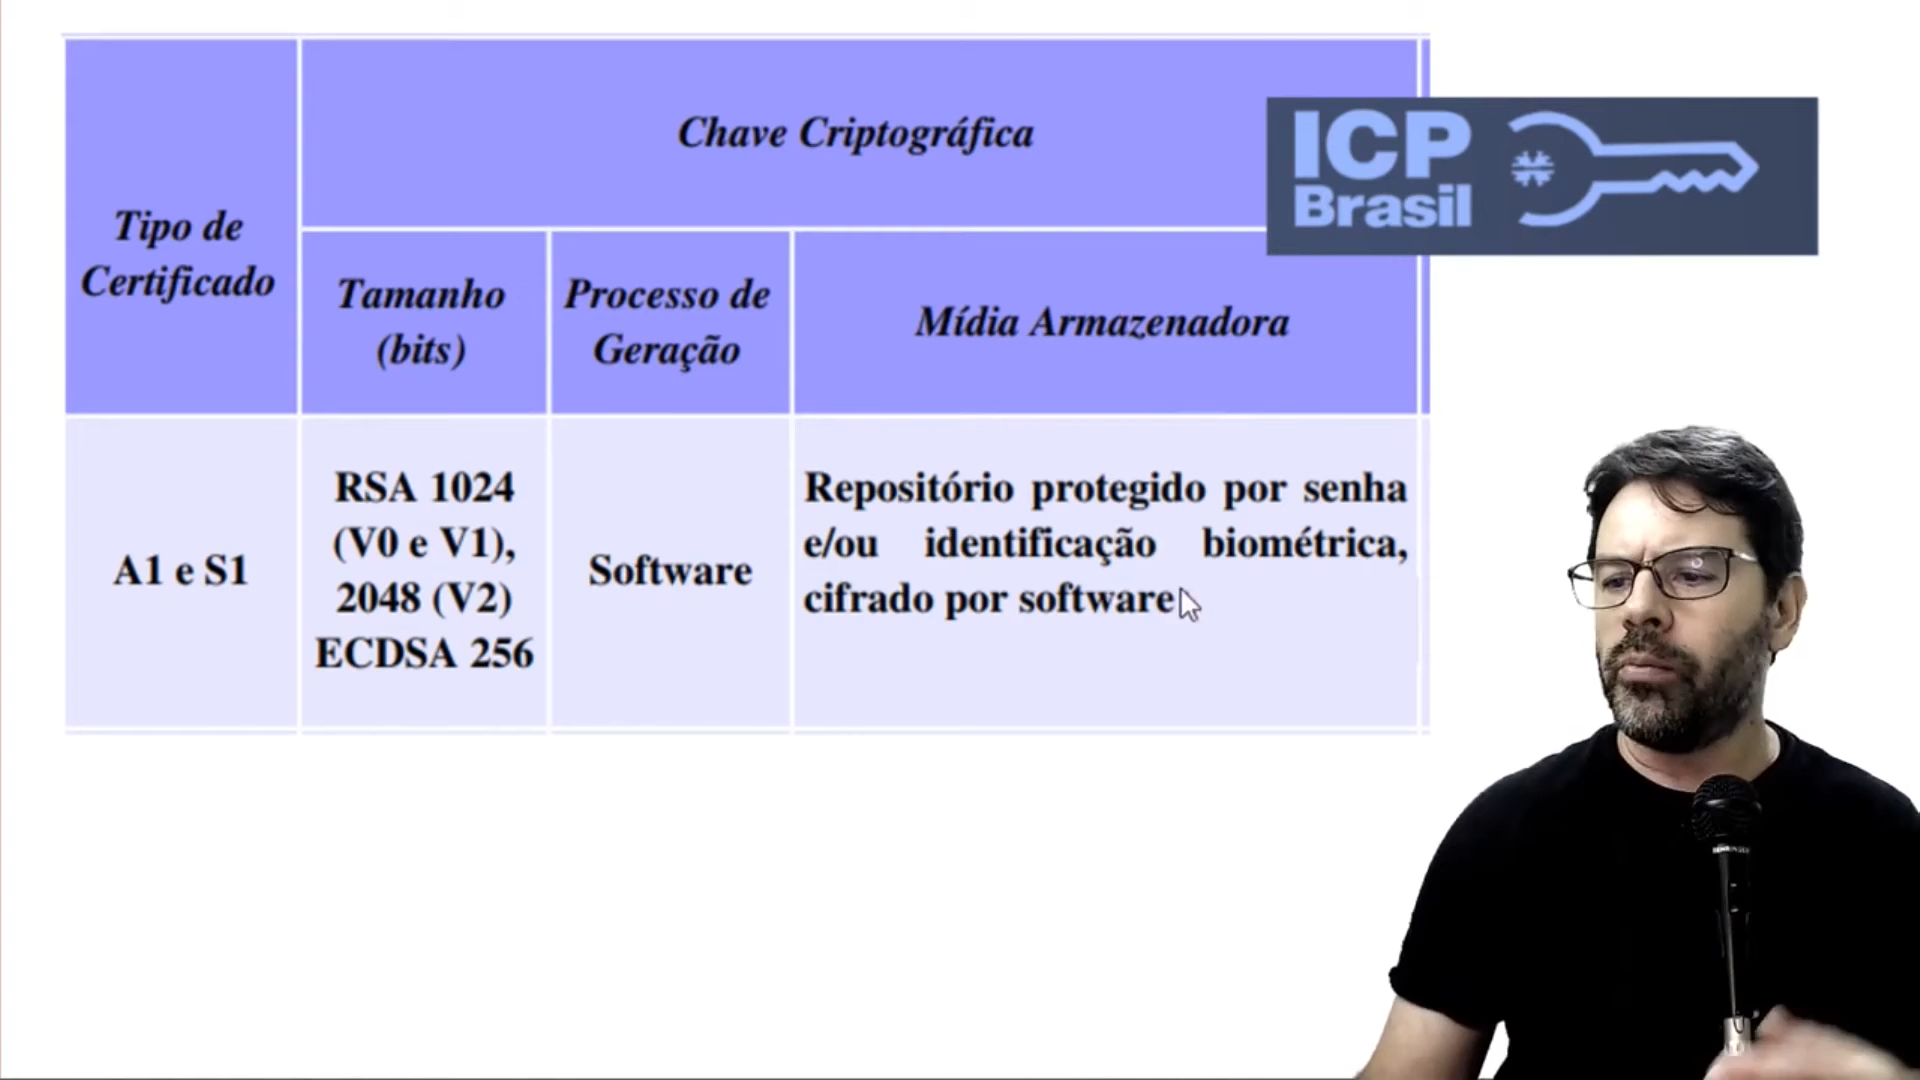 Tipo de
Certificado
Chave Criptográfica
Tamanho
(bits)
Processo de
Geração
Mídia Armazenadora
A1 e S1
RSA 1024
(V0 e V1),
2048 (V2)
ECDSA 256
Software
Repositório protegido por senha
e/ou identificação biométrica,
cifrado por software
ICP
Brasil